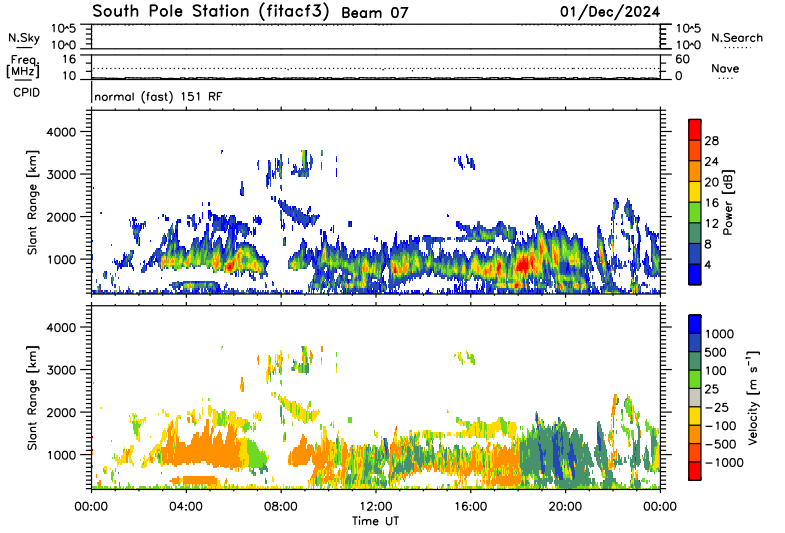 South Pole Station (fitacf3) Beam 07 01/Dec/2024
N.Sky 10^5 10^0 10^5 10^0 N.Search
Freq. [MHz] 16 10 60 0 Nave
CPID normal (fast) 151 RF
Slant Range [km] 4000 3000 2000 1000
28 24 20 16 12 8 4 Power [dB]
Slant Range [km] 4000 3000 2000 1000
1000 500 100 25 −25 −100 −500 −1000 Velocity [m s⁻¹]
00:00 04:00 08:00 12:00 16:00 20:00 00:00
Time UT